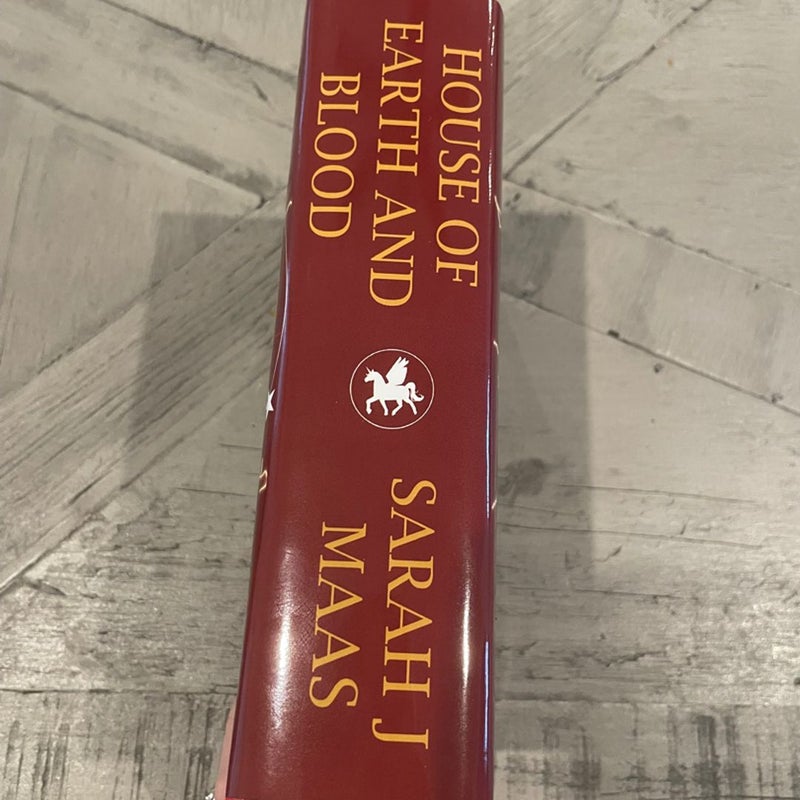 HOUSE OF
EARTH AND
BLOOD
SARAH J
MAAS